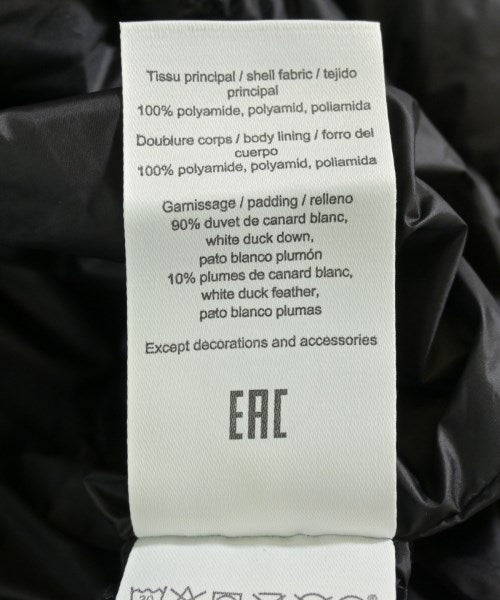 Tissu principal / shell fabric / tejido
principal
100% polyamide, polyamid, poliamida
Doublure corps / body lining / forro del
cuerpo
100% polyamide, polyamid, poliamida
Garnissage / padding / relleno
90% duvet de canard blanc,
white duck down,
pato blanco plumón
10% plumes de canard blanc,
white duck feather,
pato blanco plumas
Except decorations and accessories
EAC